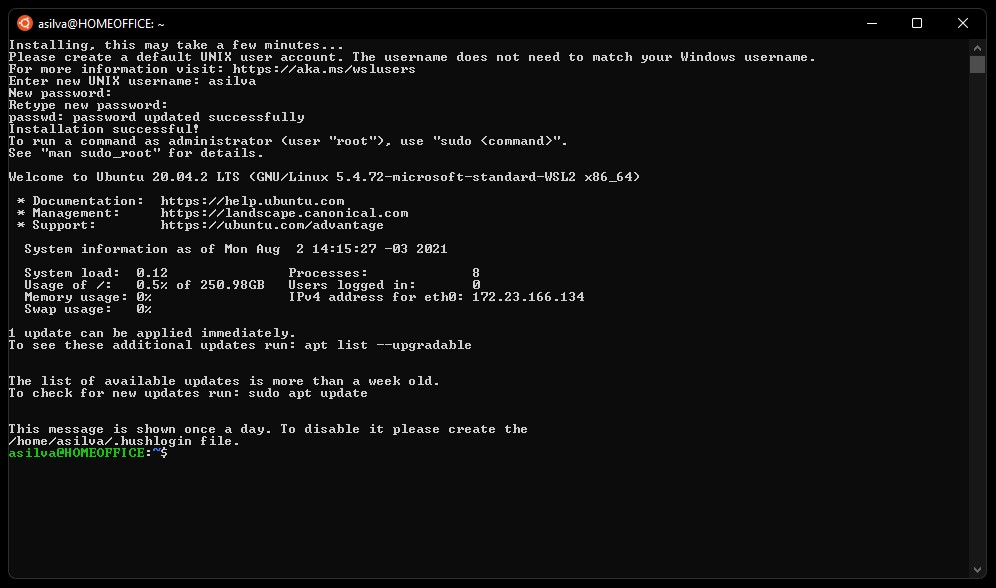 asilva@HOMEOFFICE: ~
Installing, this may take a few minutes...
Please create a default UNIX user account. The username does not need to match your Windows username.
For more information visit: https://aka.ms/wslusers
Enter new UNIX username: asilva
New password:
Retype new password:
passwd: password updated successfully
Installation successful!
To run a command as administrator (user "root"), use "sudo <command>".
See "man sudo_root" for details.
Welcome to Ubuntu 20.04.2 LTS (GNU/Linux 5.4.72-microsoft-standard-WSL2 x86_64)
* Documentation:  https://help.ubuntu.com
* Management:     https://landscape.canonical.com
* Support:        https://ubuntu.com/advantage
System information as of Mon Aug  2 14:15:27 -03 2021
System load:  0.12               Processes:             8
Usage of /:   0.5% of 250.98GB   Users logged in:       0
Memory usage: 0%                 IPv4 address for eth0: 172.23.166.134
Swap usage:   0%
1 update can be applied immediately.
To see these additional updates run: apt list --upgradable
The list of available updates is more than a week old.
To check for new updates run: sudo apt update
This message is shown once a day. To disable it please create the
/home/asilva/.hushlogin file.
asilva@HOMEOFFICE:~$